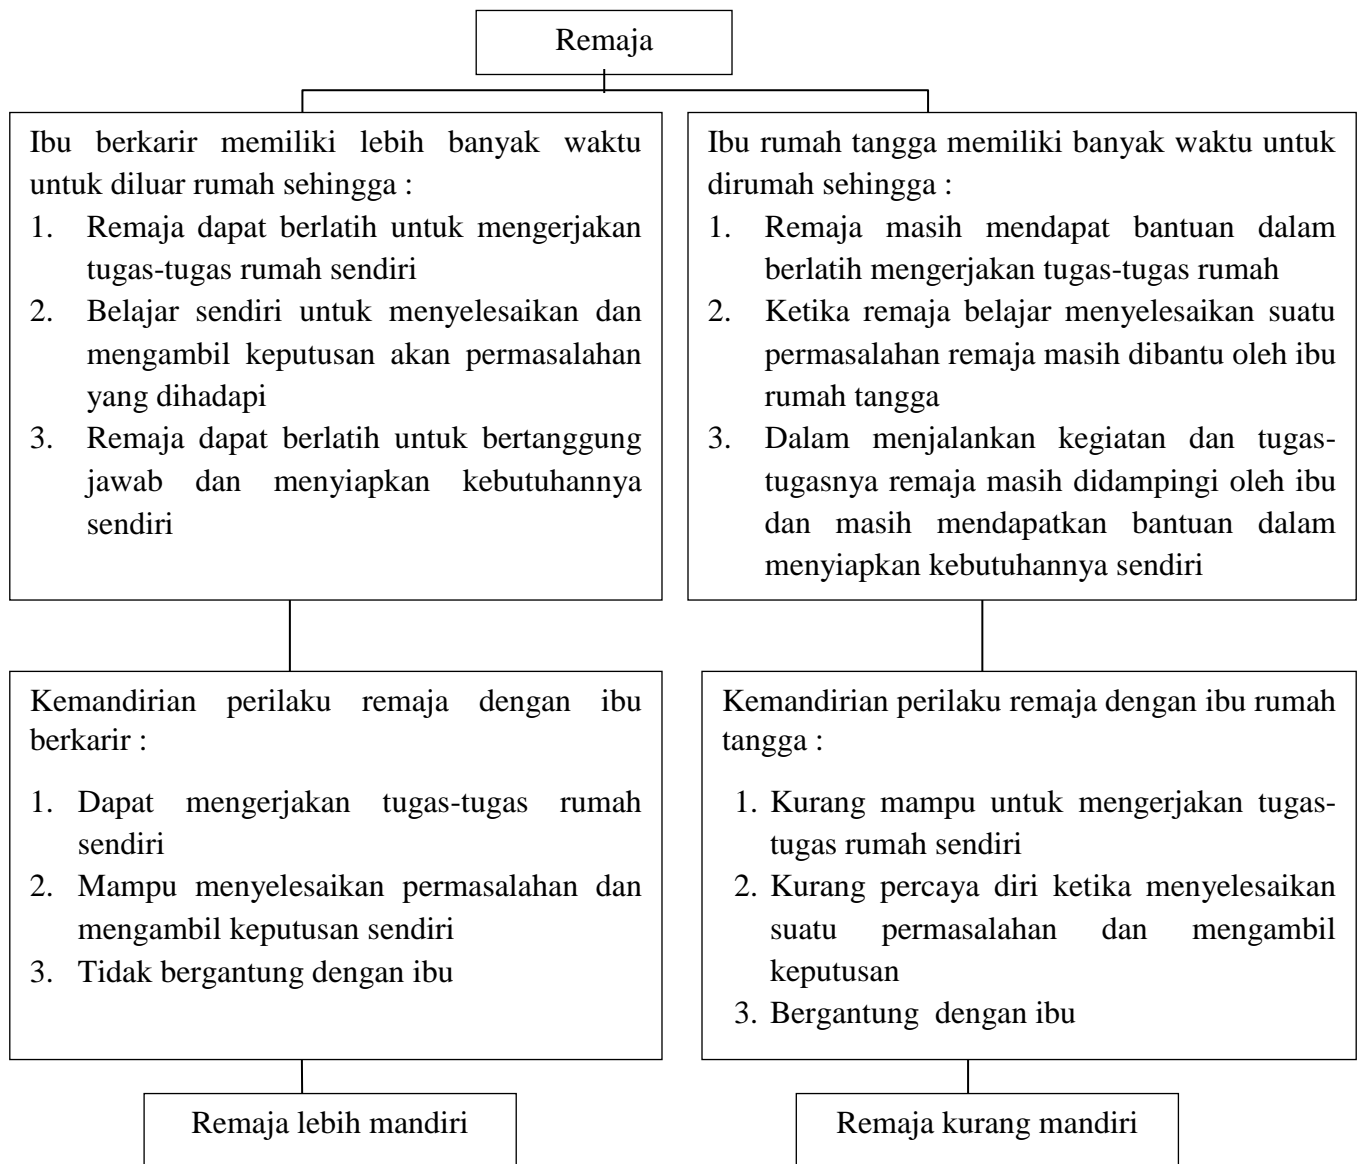 Remaja
Ibu berkarir memiliki lebih banyak waktu
untuk diluar rumah sehingga :
1. Remaja dapat berlatih untuk mengerjakan
tugas-tugas rumah sendiri
2. Belajar sendiri untuk menyelesaikan dan
mengambil keputusan akan permasalahan
yang dihadapi
3. Remaja dapat berlatih untuk bertanggung
jawab dan menyiapkan kebutuhannya
sendiri
Ibu rumah tangga memiliki banyak waktu untuk
dirumah sehingga :
1. Remaja masih mendapat bantuan dalam
berlatih mengerjakan tugas-tugas rumah
2. Ketika remaja belajar menyelesaikan suatu
permasalahan remaja masih dibantu oleh ibu
rumah tangga
3. Dalam menjalankan kegiatan dan tugas-
tugasnya remaja masih didampingi oleh ibu
dan masih mendapatkan bantuan dalam
menyiapkan kebutuhannya sendiri
Kemandirian perilaku remaja dengan ibu
berkarir :
1. Dapat mengerjakan tugas-tugas rumah
sendiri
2. Mampu menyelesaikan permasalahan dan
mengambil keputusan sendiri
3. Tidak bergantung dengan ibu
Kemandirian perilaku remaja dengan ibu rumah
tangga :
1. Kurang mampu untuk mengerjakan tugas-
tugas rumah sendiri
2. Kurang percaya diri ketika menyelesaikan
suatu permasalahan dan mengambil
keputusan
3. Bergantung dengan ibu
Remaja lebih mandiri
Remaja kurang mandiri